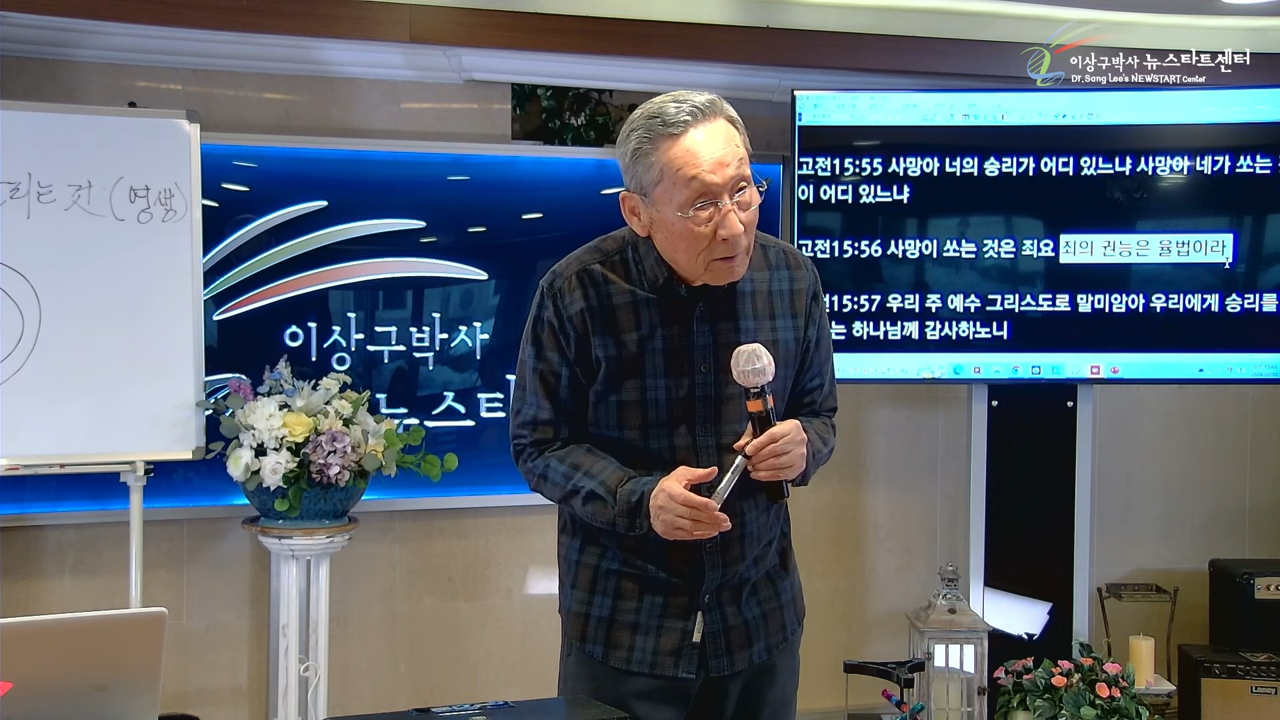 이상구박사 뉴스타트센터
Dr. Sang Lee's NEWSTART Center
고전15:55 사망아 너의 승리가 어디 있느냐 사망아 네가 쏘는
이 어디 있느냐
고전15:56 사망이 쏘는 것은 죄요 죄의 권능은 율법이라
15:57 우리 주 예수 그리스도로 말미암아 우리에게 승리를
는 하나님께 감사하노니
리는 것 (영생)
이상구박사
뉴스타
Laney